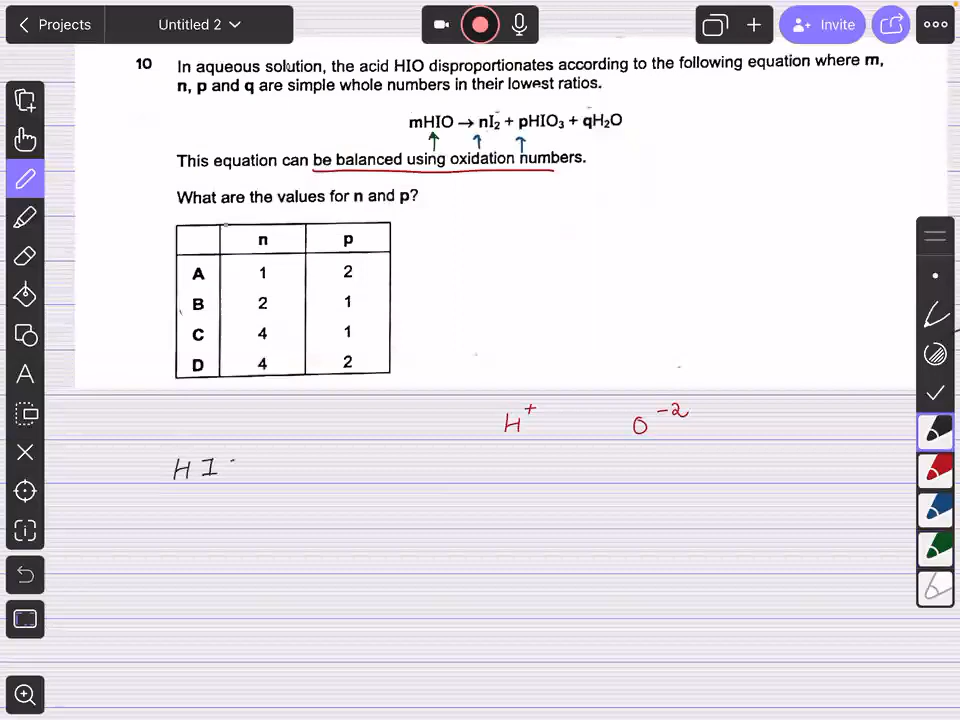 Projects
Untitled 2
Invite
10 In aqueous solution, the acid HIO disproportionates according to the following equation where m,
n, p and q are simple whole numbers in their lowest ratios.
mHIO → nI₂ + pHIO₃ + qH₂O
This equation can be balanced using oxidation numbers.
What are the values for n and p?
n p
A 1 2
B 2 1
C 4 1
D 4 2
H⁺ O⁻²
H I